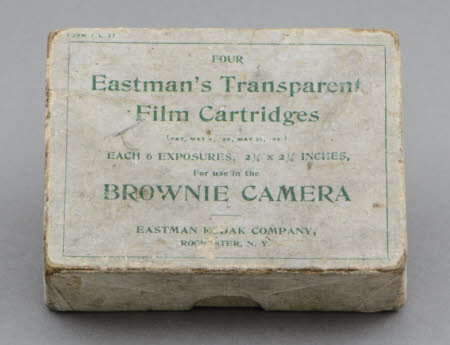 FOUR
Eastman's Transparent
Film Cartridges
EACH 6 EXPOSURES, 2¼ x 2¼ INCHES,
For use in the
BROWNIE CAMERA
EASTMAN KODAK COMPANY,
ROCHESTER, N. Y.